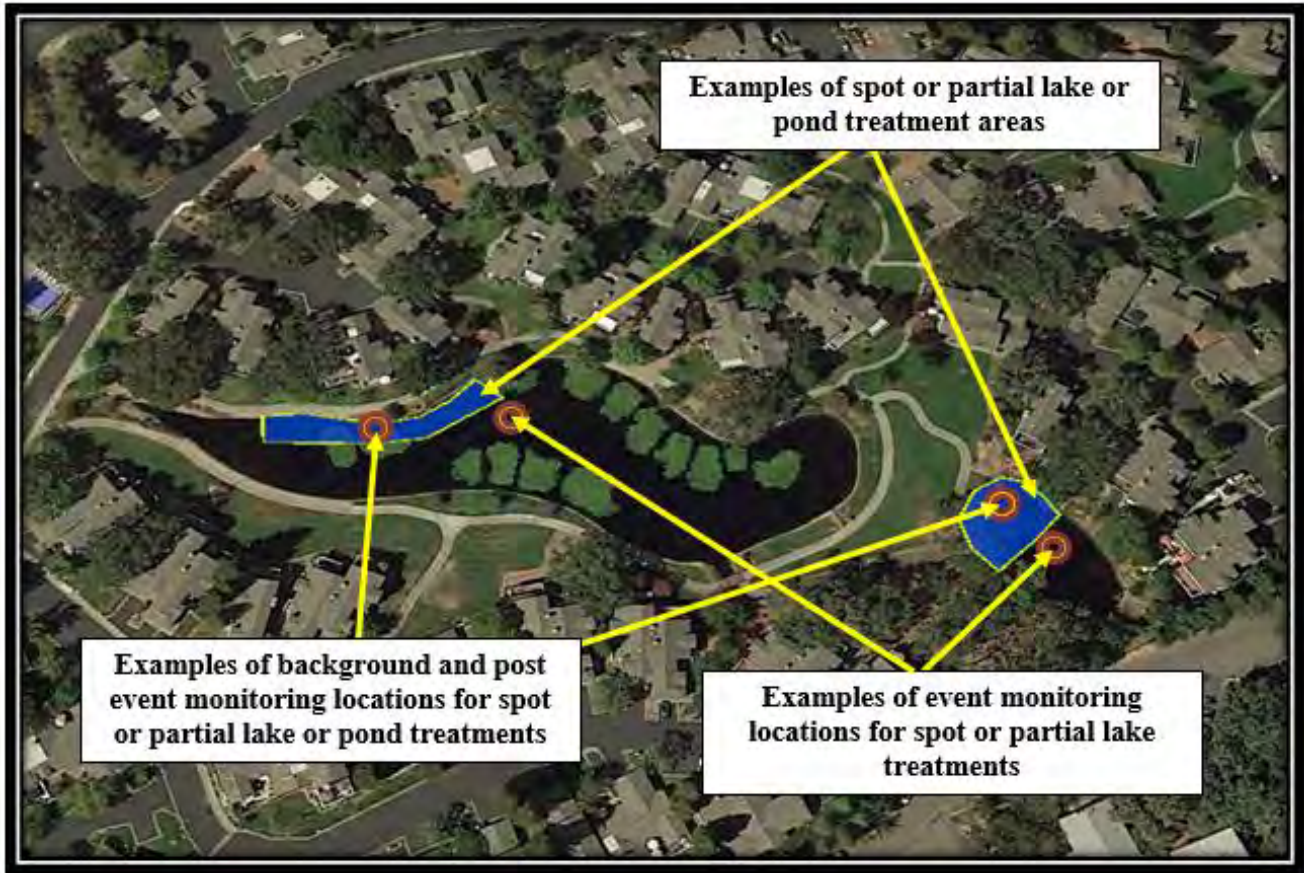 Examples of spot or partial lake or
pond treatment areas
Examples of background and post
event monitoring locations for spot
or partial lake or pond treatments
Examples of event monitoring
locations for spot or partial lake
treatments